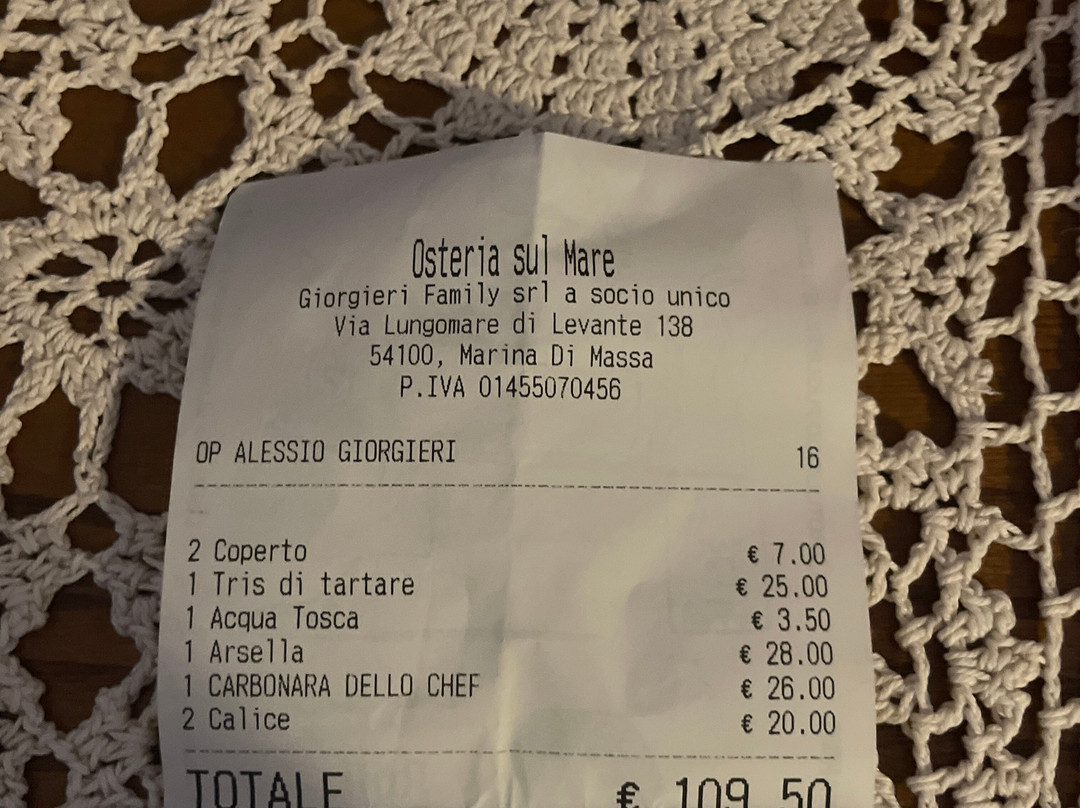 Osteria sul Mare
Giorgieri Family srl a socio unico
Via Lungomare di Levante 138
54100, Marina Di Massa
P.IVA 01455070456
OP ALESSIO GIORGIERI 16
2 Coperto € 7.00
1 Tris di tartare € 25.00
1 Acqua Tosca € 3.50
1 Arsella € 28.00
1 CARBONARA DELLO CHEF € 26.00
2 Calice € 20.00
TOTALE € 109.50